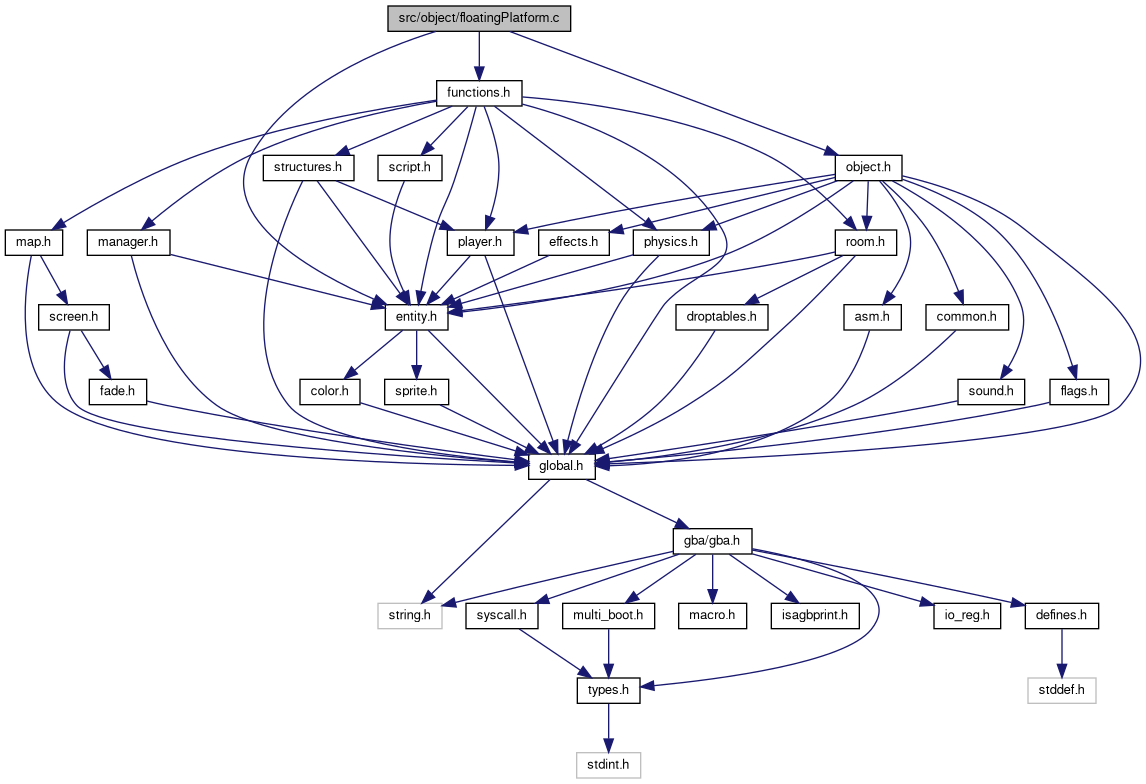 src/object/floatingPlatform.c
functions.h
structures.h
script.h
object.h
map.h
manager.h
player.h
effects.h
physics.h
room.h
screen.h
entity.h
droptables.h
asm.h
common.h
fade.h
color.h
sprite.h
sound.h
flags.h
global.h
gba/gba.h
string.h
syscall.h
multi_boot.h
macro.h
isagbprint.h
io_reg.h
defines.h
types.h
stddef.h
stdint.h